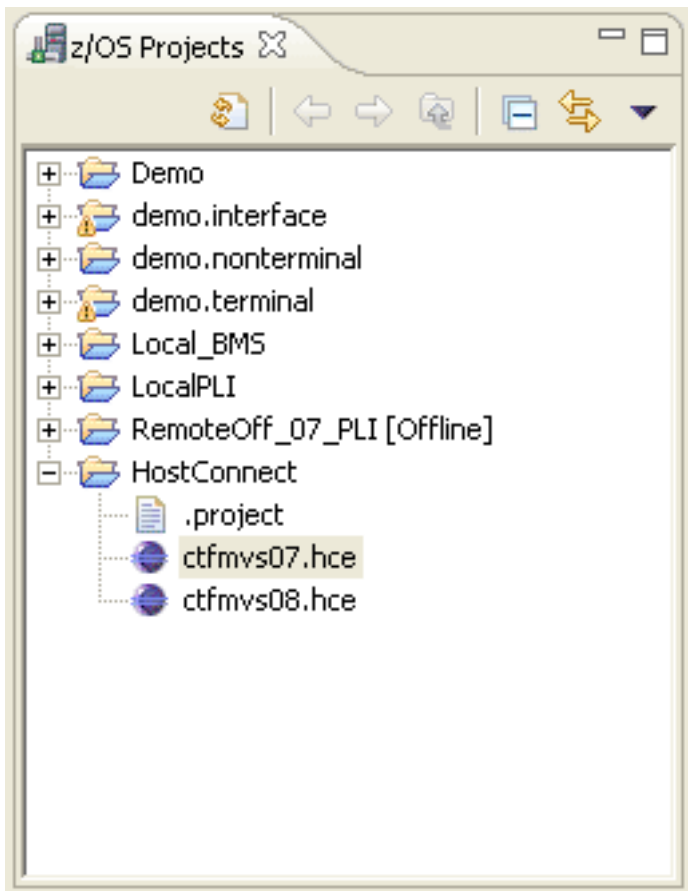 z/OS Projects
Demo
demo.interface
demo.nonterminal
demo.terminal
Local_BMS
LocalPLI
RemoteOff_07_PLI [Offline]
HostConnect
.project
ctfmvs07.hce
ctfmvs08.hce